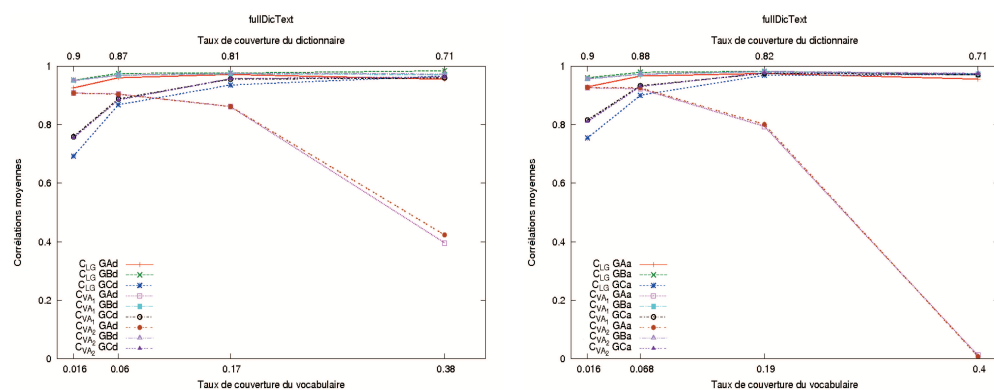 fullDicText
Taux de couverture du dictionnaire
0.9 0.87 0.81 0.71
1
0.8
0.6
0.4
0.2
0
Corrélations moyennes
C_LG GAd
C_LG GBd
C_LG GCd
C_VA1 GAd
C_VA1 GBd
C_VA1 GCd
C_VA2 GAd
C_VA2 GBd
C_VA2 GCd
0.016 0.06 0.17 0.38
Taux de couverture du vocabulaire
fullDicText
Taux de couverture du dictionnaire
0.9 0.88 0.82 0.71
1
0.8
0.6
0.4
0.2
0
Corrélations moyennes
C_LG GAa
C_LG GBa
C_LG GCa
C_VA1 GAa
C_VA1 GBa
C_VA1 GCa
C_VA2 GAa
C_VA2 GBa
C_VA2 GCa
0.016 0.068 0.19 0.4
Taux de couverture du vocabulaire